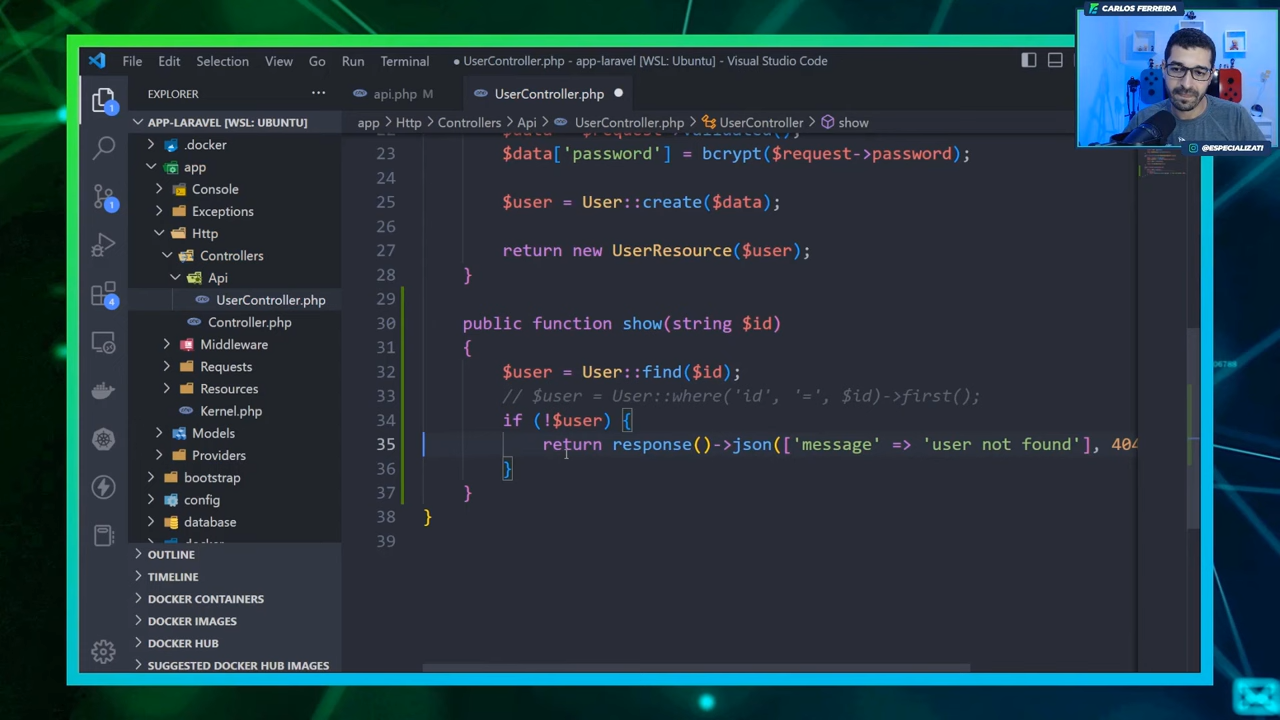 CARLOS FERREIRA
File Edit Selection View Go Run Terminal ● UserController.php - app-laravel [WSL: Ubuntu] - Visual Studio Code
EXPLORER ···
api.php M
UserController.php ●
APP-LARAVEL [WSL: UBUNTU]
app > Http > Controllers > Api > UserController.php > UserController > show
.docker
app
Console
Exceptions
Http
Controllers
Api
UserController.php
Controller.php
Middleware
Requests
Resources
Kernel.php
Models
Providers
bootstrap
config
database
OUTLINE
TIMELINE
DOCKER CONTAINERS
DOCKER IMAGES
DOCKER HUB
SUGGESTED DOCKER HUB IMAGES
1
1
4
@ESPECIALIZATI
23 $data['password'] = bcrypt($request->password);
24
25 $user = User::create($data);
26
27 return new UserResource($user);
28 }
29
30 public function show(string $id)
31 {
32 $user = User::find($id);
33 // $user = User::where('id', '=', $id)->first();
34 if (!$user) {
35 return response()->json(['message' => 'user not found'], 404
36 }
37 }
38 }
39